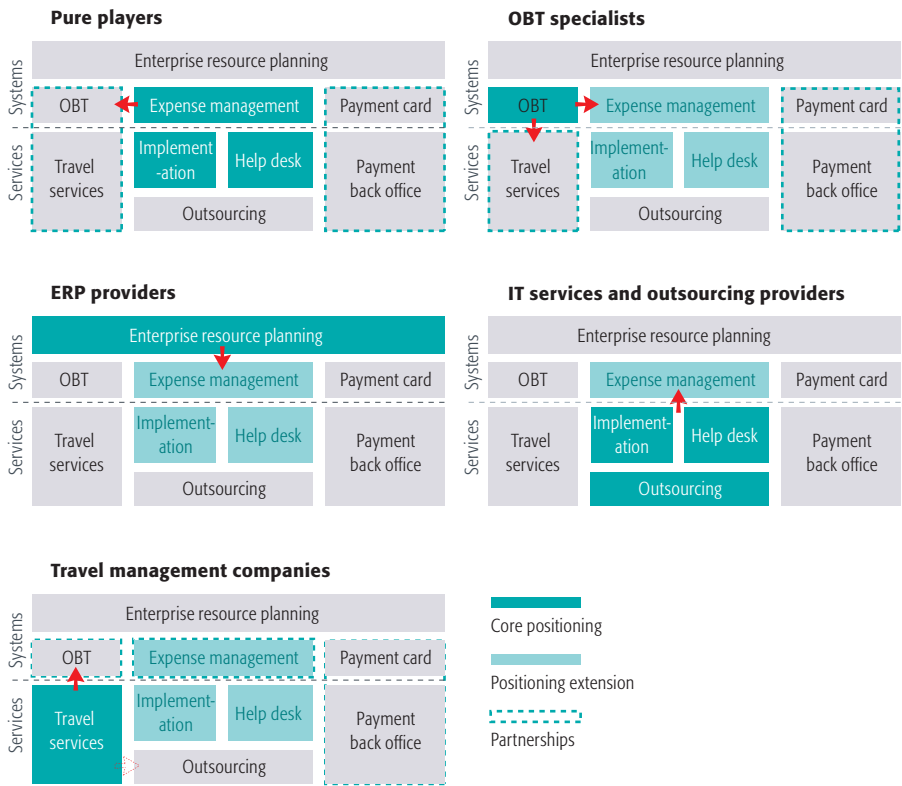 Pure players
Systems
Services
Enterprise resource planning
OBT
Expense management
Payment card
Travel
services
Implement
-ation
Help desk
Payment
back office
Outsourcing
OBT specialists
Systems
Services
Enterprise resource planning
OBT
Expense management
Payment card
Travel
services
Implement-
ation
Help desk
Payment
back office
Outsourcing
ERP providers
Systems
Services
Enterprise resource planning
OBT
Expense management
Payment card
Travel
services
Implement-
ation
Help desk
Payment
back office
Outsourcing
IT services and outsourcing providers
Systems
Services
Enterprise resource planning
OBT
Expense management
Payment card
Travel
services
Implement-
ation
Help desk
Payment
back office
Outsourcing
Travel management companies
Systems
Services
Enterprise resource planning
OBT
Expense management
Payment card
Travel
services
Implement-
ation
Help desk
Payment
back office
Outsourcing
Core positioning
Positioning extension
Partnerships